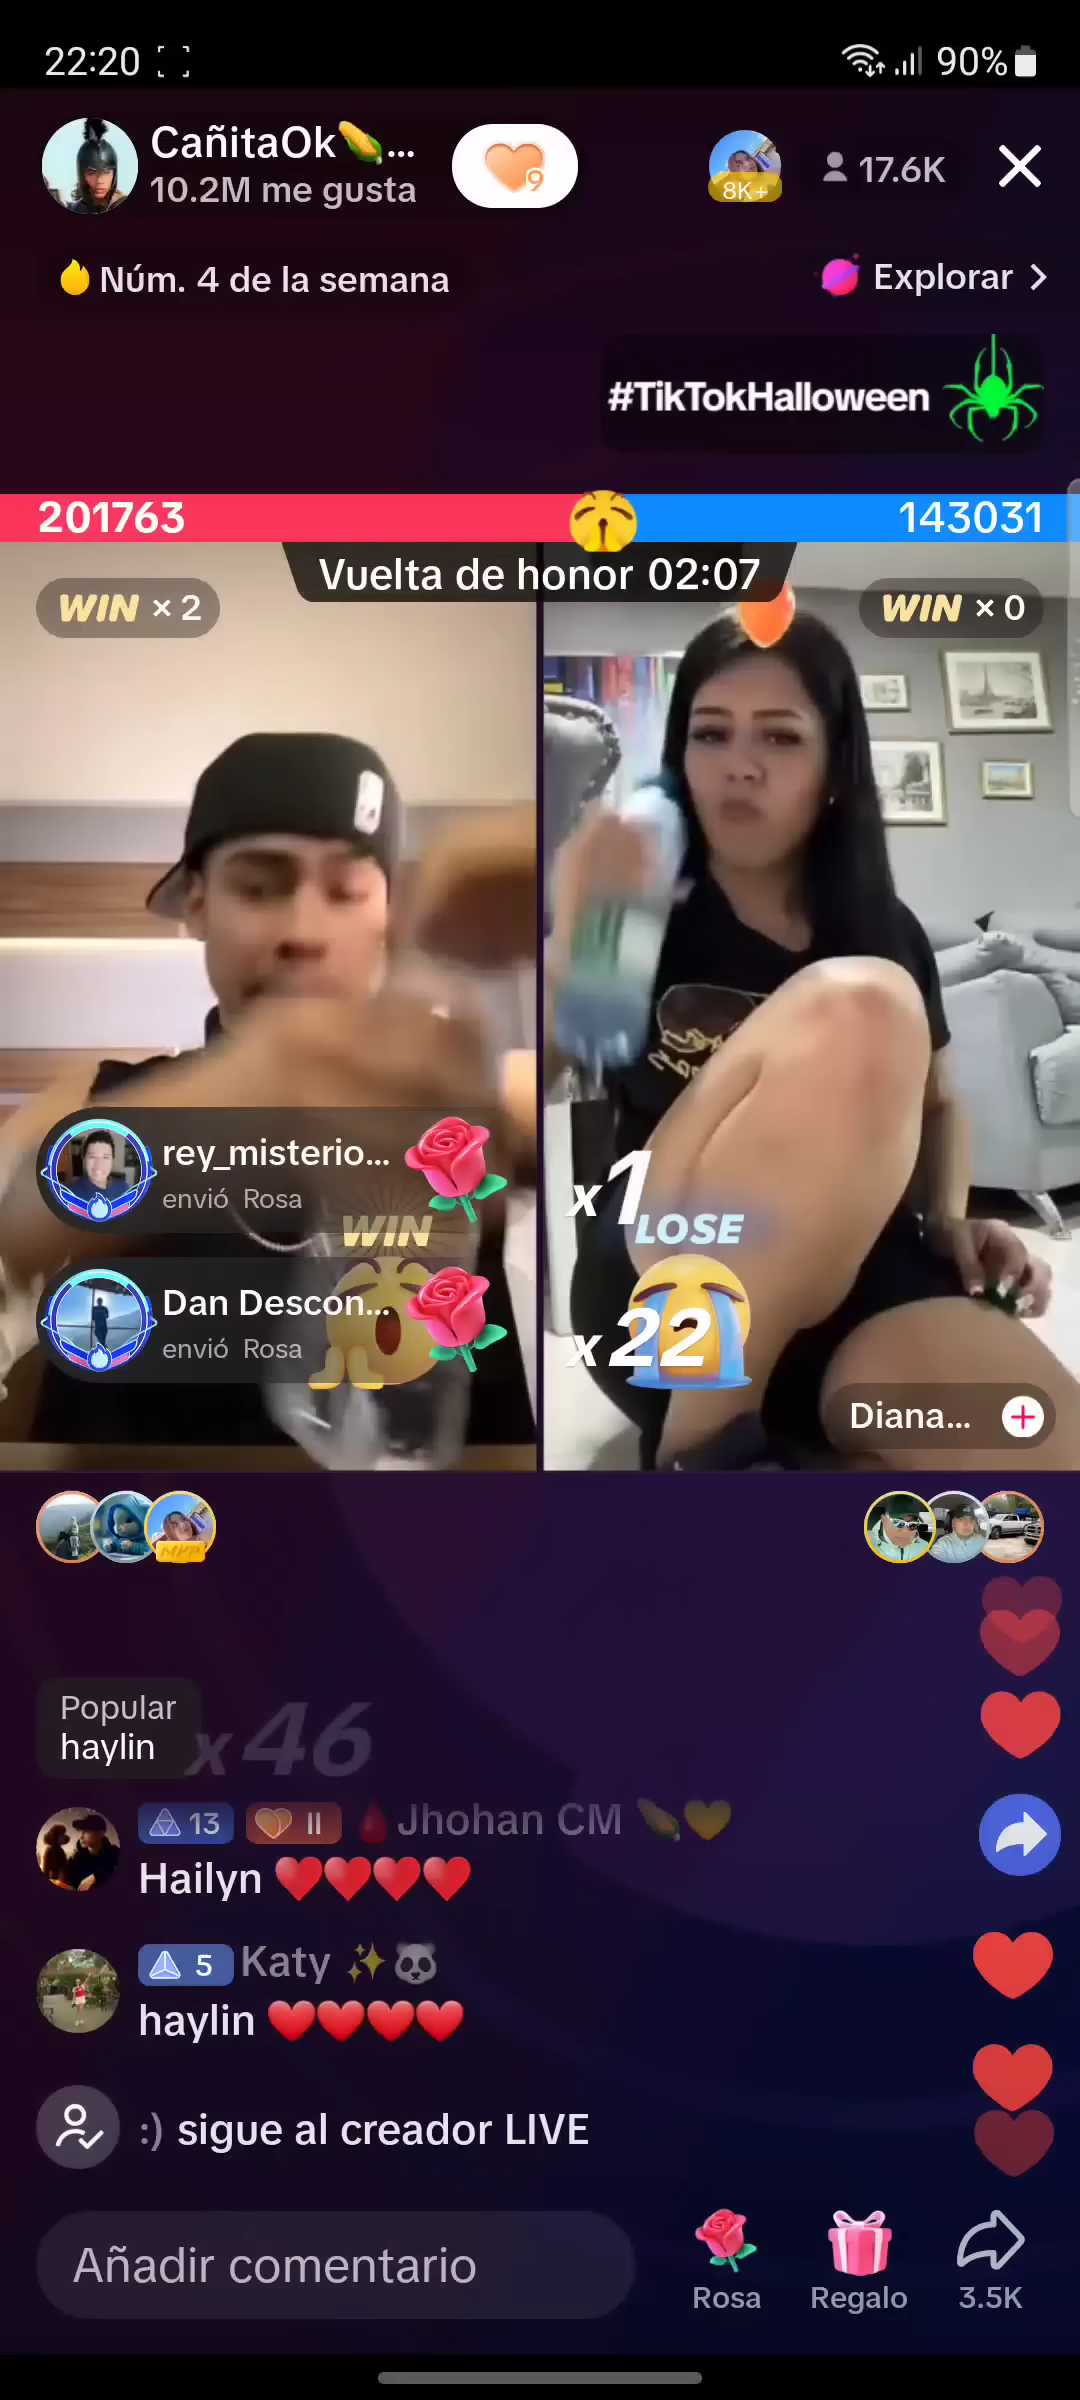 22:20
90%
CañitaOk🌽...
10.2M me gusta
9
8K+
17.6K
Núm. 4 de la semana
Explorar >
#TikTokHalloween
201763
143031
Vuelta de honor 02:07
WIN × 2
WIN × 0
rey_misterio...
envió Rosa
x1
WIN
LOSE
Dan Descon...
envió Rosa
x22
Diana...
MVP
Popular
haylin
x46
13 II 🩸Jhohan CM 🌽💛
Hailyn ❤️❤️❤️❤️
5 Katy ✨🐼
haylin ❤️❤️❤️❤️
:) sigue al creador LIVE
Añadir comentario
Rosa
Regalo
3.5K